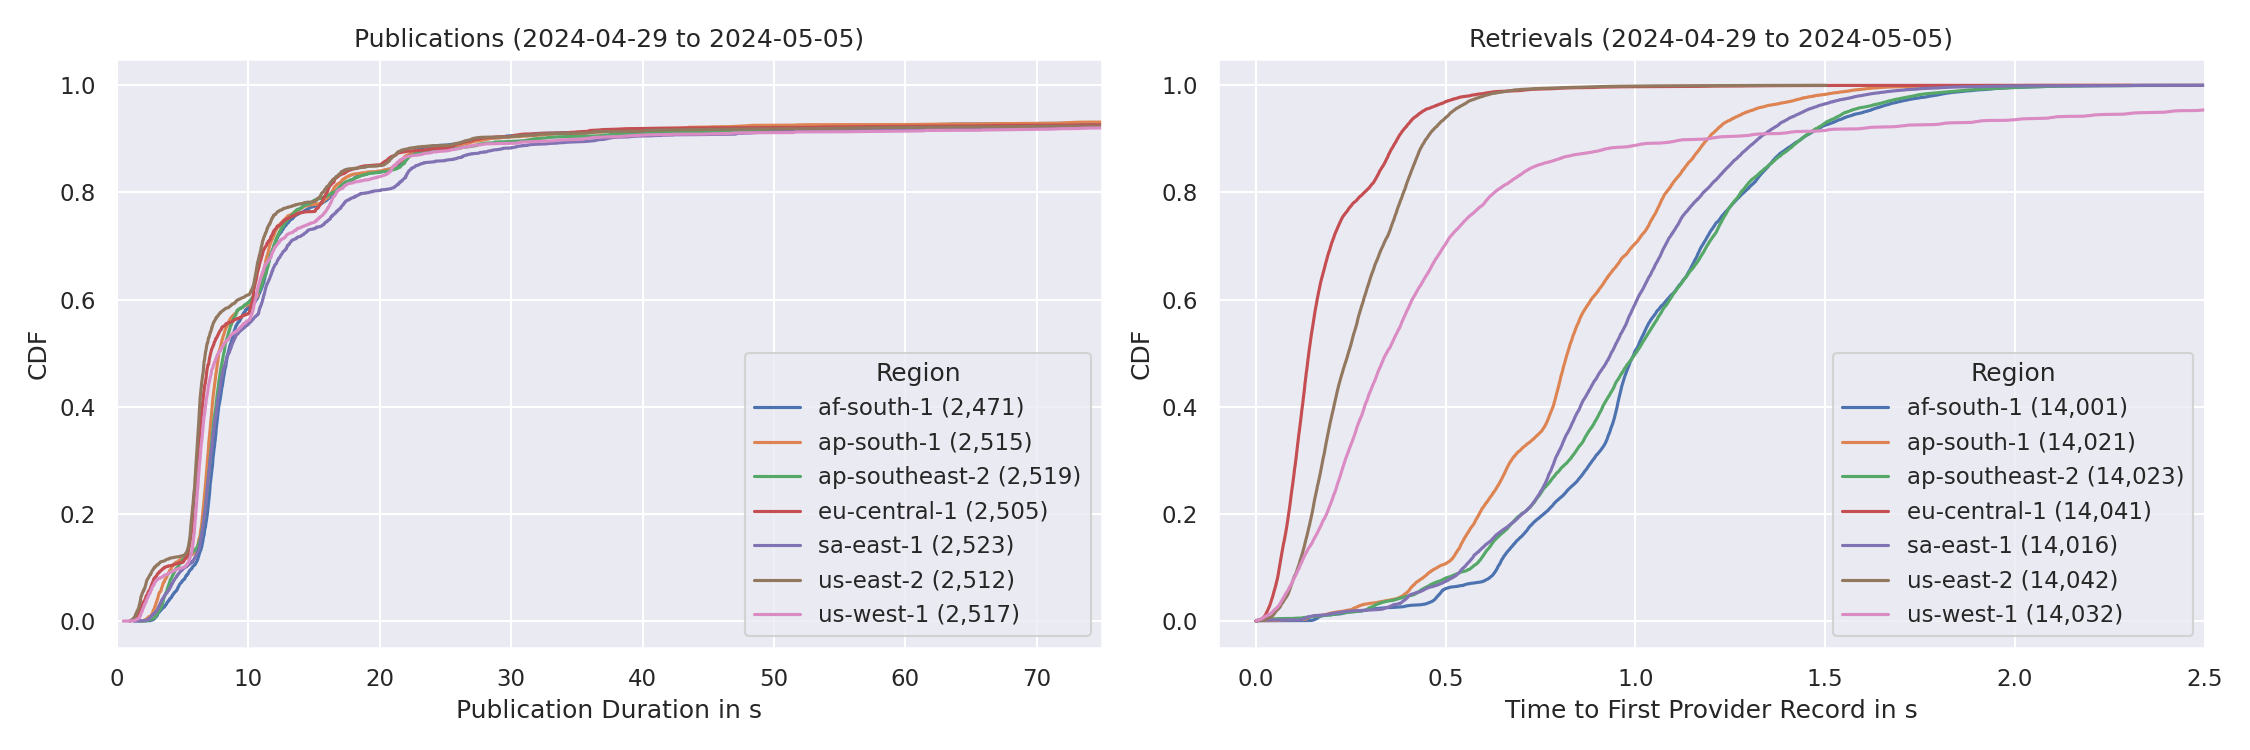 Publications (2024-04-29 to 2024-05-05)
1.0
0.8
0.6
0.4
0.2
0.0
CDF
0
10
20
30
40
50
60
70
Publication Duration in s
Region
af-south-1 (2,471)
ap-south-1 (2,515)
ap-southeast-2 (2,519)
eu-central-1 (2,505)
sa-east-1 (2,523)
us-east-2 (2,512)
us-west-1 (2,517)
Retrievals (2024-04-29 to 2024-05-05)
1.0
0.8
0.6
0.4
0.2
0.0
CDF
0.0
0.5
1.0
1.5
2.0
2.5
Time to First Provider Record in s
Region
af-south-1 (14,001)
ap-south-1 (14,021)
ap-southeast-2 (14,023)
eu-central-1 (14,041)
sa-east-1 (14,016)
us-east-2 (14,042)
us-west-1 (14,032)